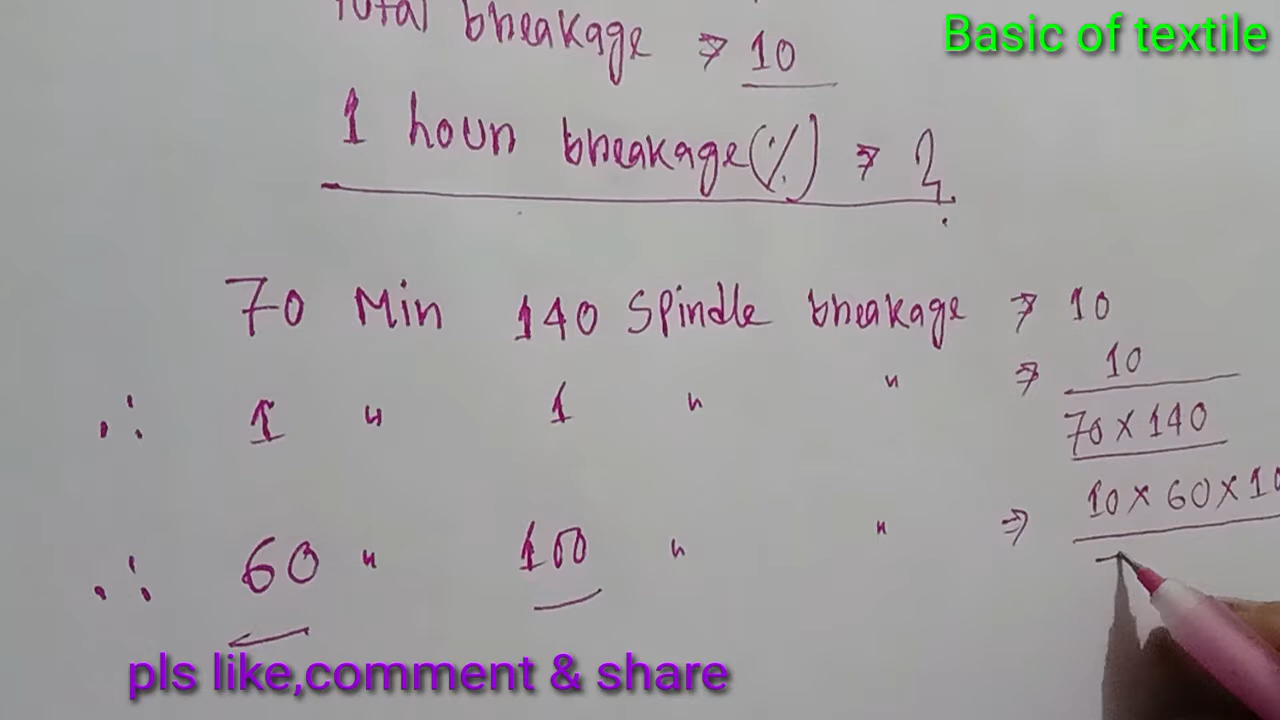 Basic of textile
Total breakage ⇒ 10
1 hour breakage(%) ⇒ ?
70 Min 140 Spindle breakage ⇒ 10
∴ 1 " 1 " " ⇒ 10
70 × 140
∴ 60 " 100 " " ⇒ 10 × 60 × 10
pls like,comment & share